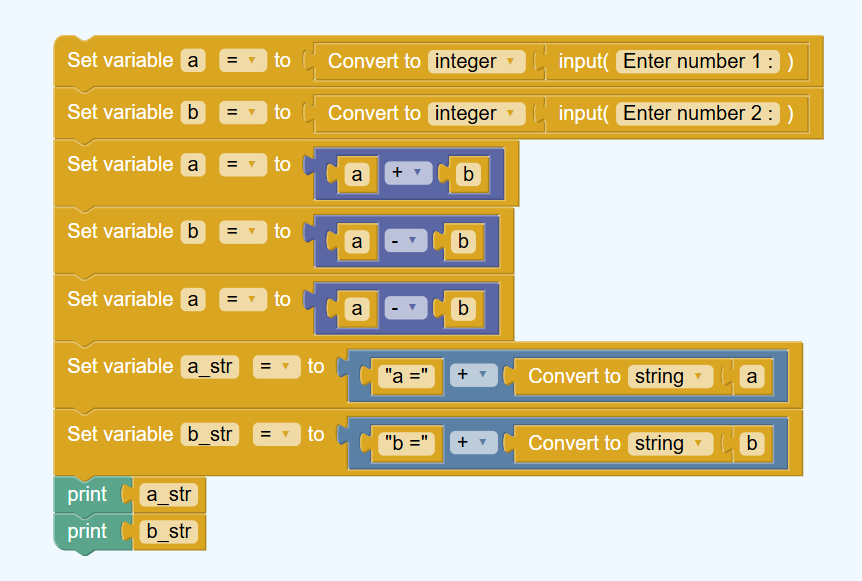 Set variable a = to Convert to integer input( Enter number 1 : )
Set variable b = to Convert to integer input( Enter number 2 : )
Set variable a = to a + b
Set variable b = to a - b
Set variable a = to a - b
Set variable a_str = to "a =" + Convert to string a
Set variable b_str = to "b =" + Convert to string b
print a_str
print b_str